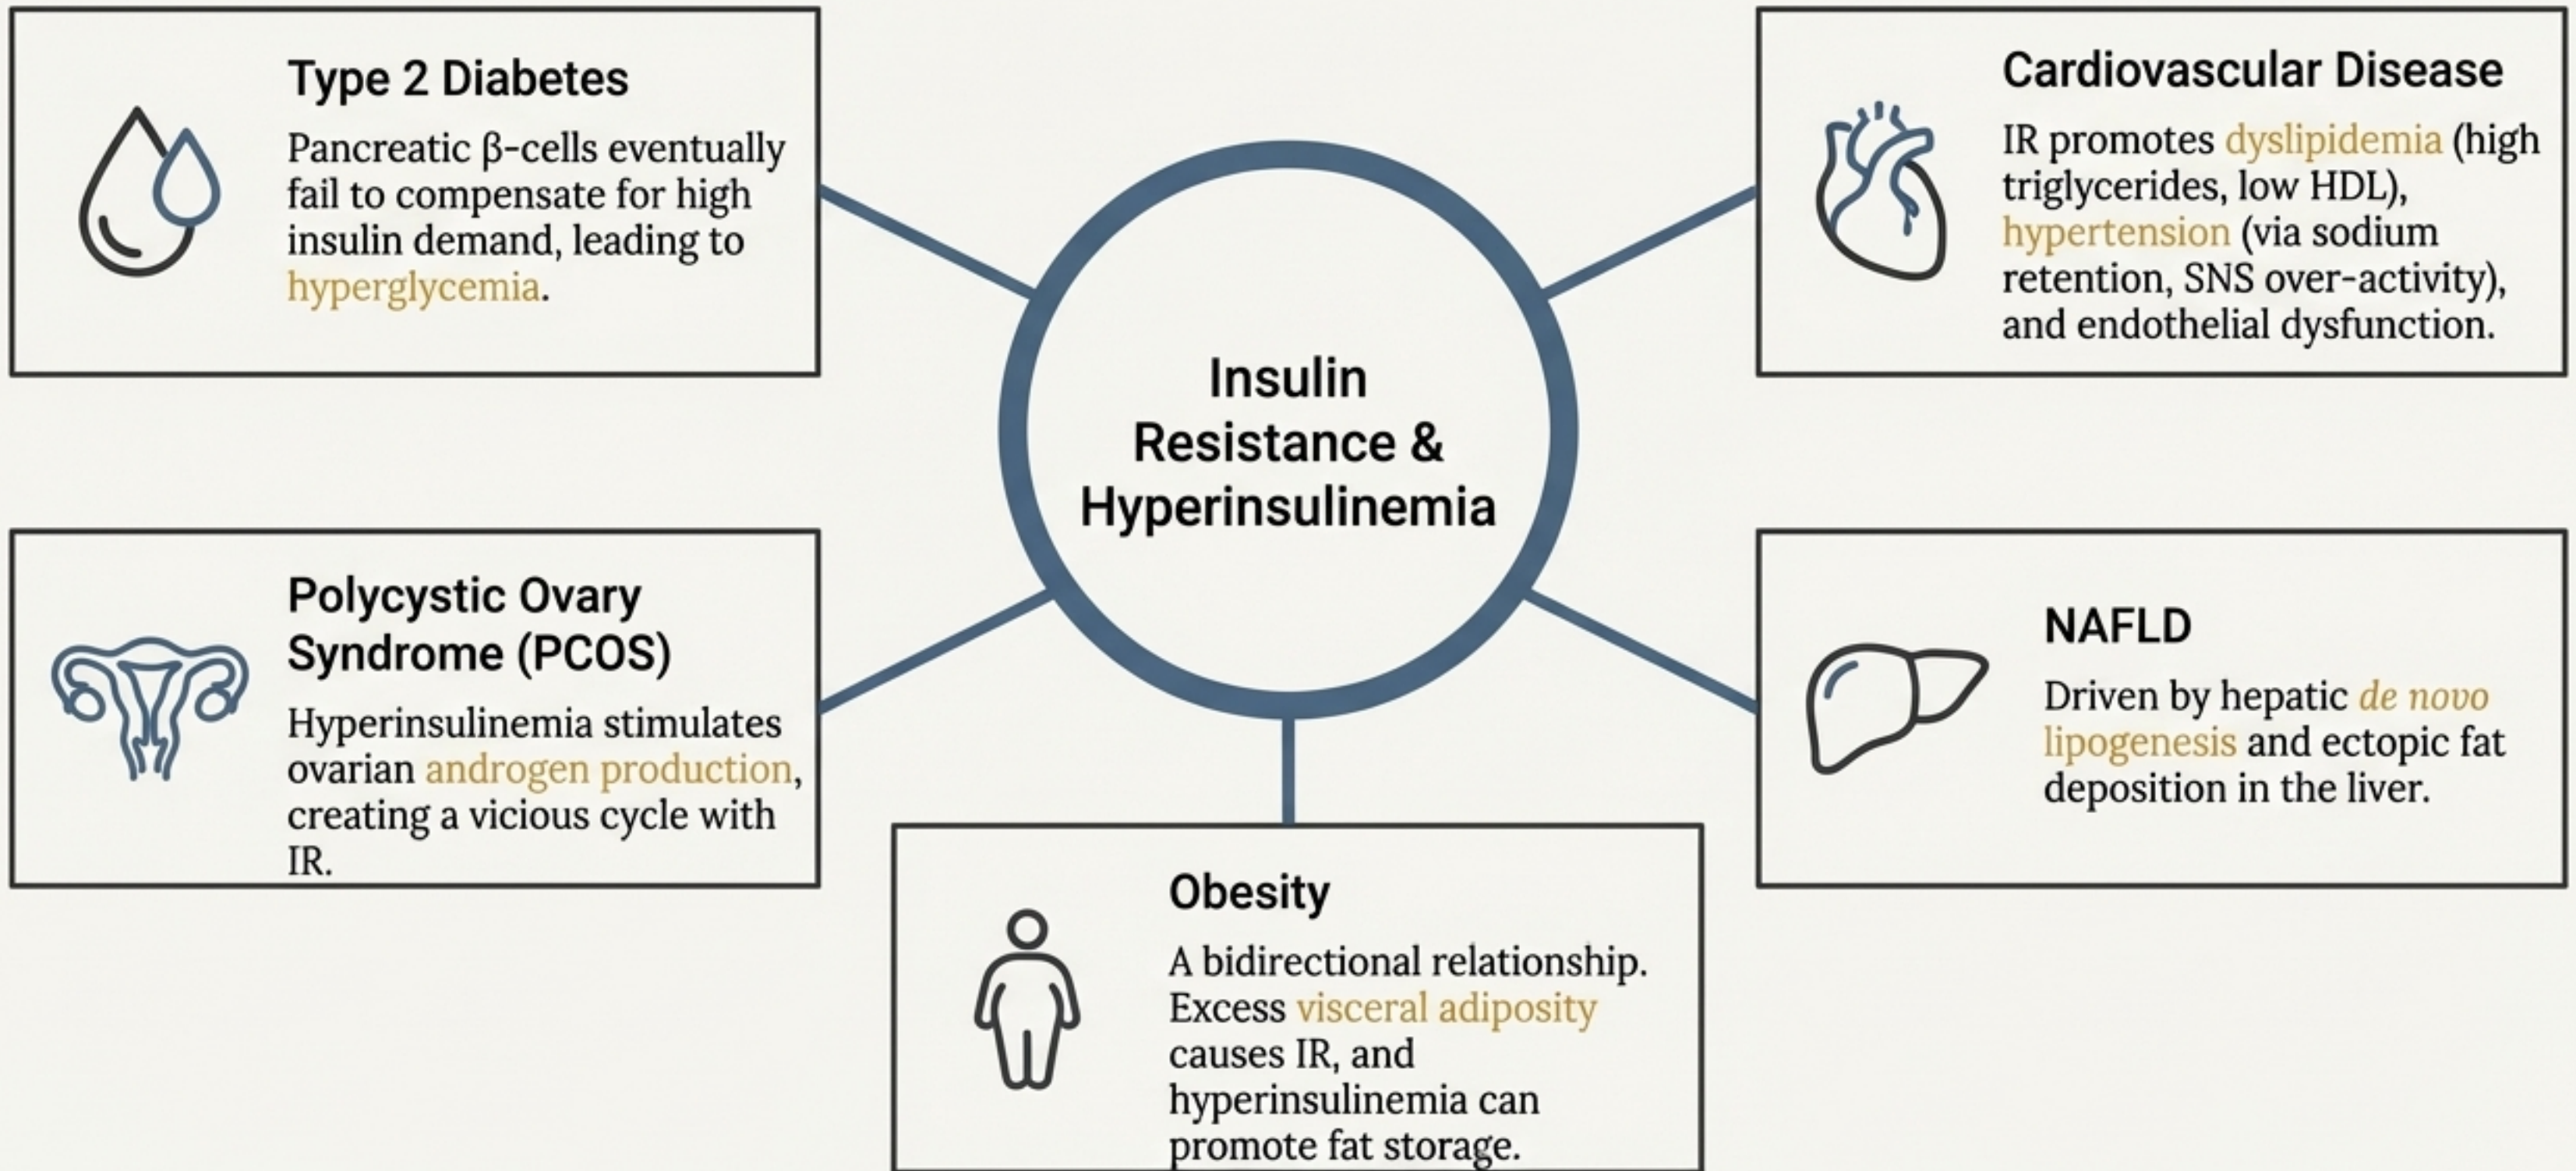 Type 2 Diabetes
Pancreatic β-cells eventually
fail to compensate for high
insulin demand, leading to
hyperglycemia.
Cardiovascular Disease
IR promotes dyslipidemia (high
triglycerides, low HDL),
hypertension (via sodium
retention, SNS over-activity),
and endothelial dysfunction.
Insulin
Resistance &
Hyperinsulinemia
Polycystic Ovary
Syndrome (PCOS)
Hyperinsulinemia stimulates
ovarian androgen production,
creating a vicious cycle with
IR.
NAFLD
Driven by hepatic de novo
lipogenesis and ectopic fat
deposition in the liver.
Obesity
A bidirectional relationship.
Excess visceral adiposity
causes IR, and
hyperinsulinemia can
promote fat storage.